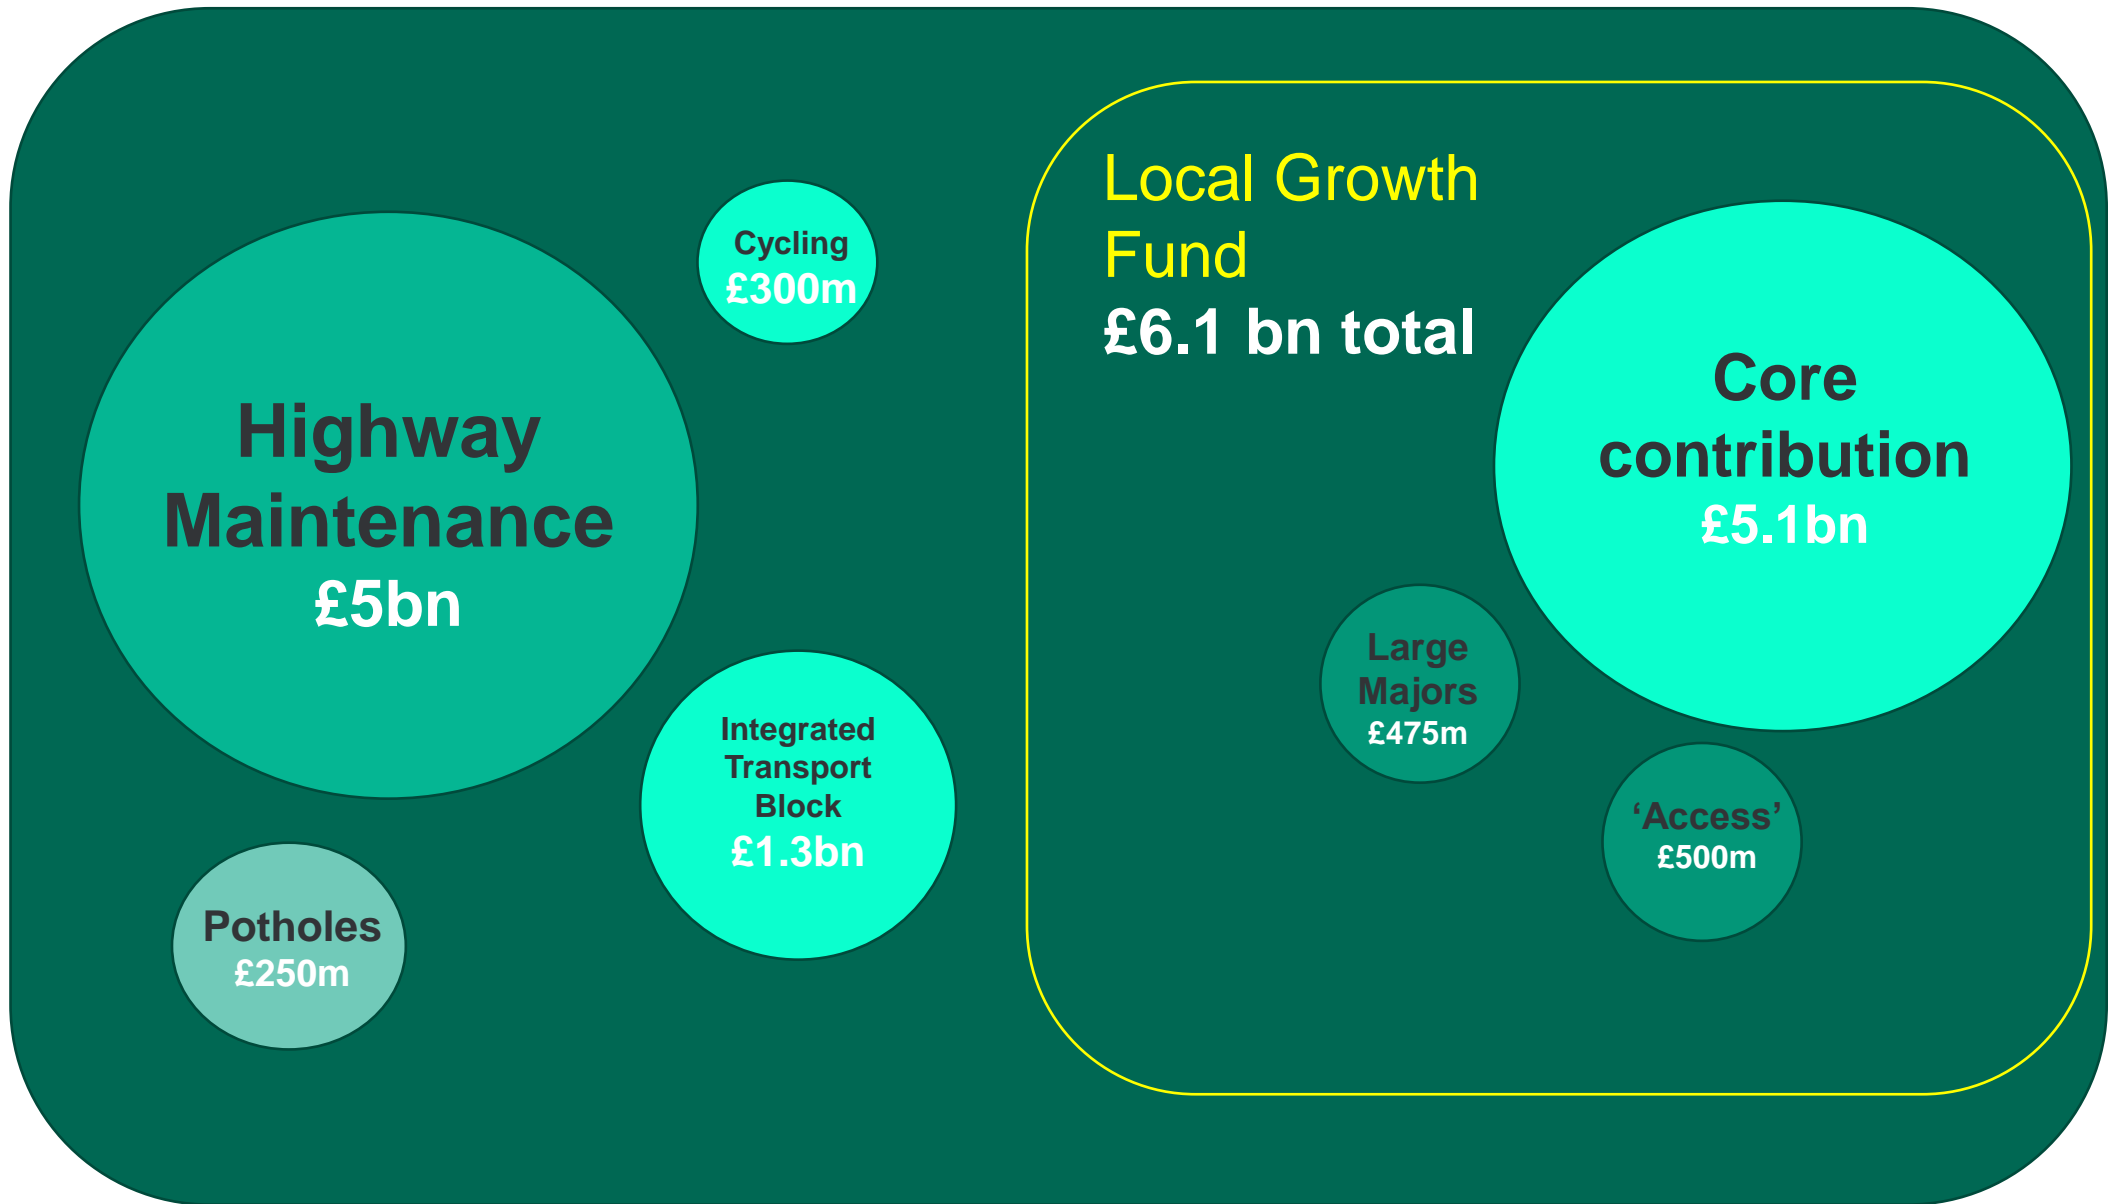 Highway
Maintenance
£5bn
Cycling
£300m
Integrated
Transport
Block
£1.3bn
Potholes
£250m
Local Growth
Fund
£6.1 bn total
Core
contribution
£5.1bn
Large
Majors
£475m
‘Access’
£500m